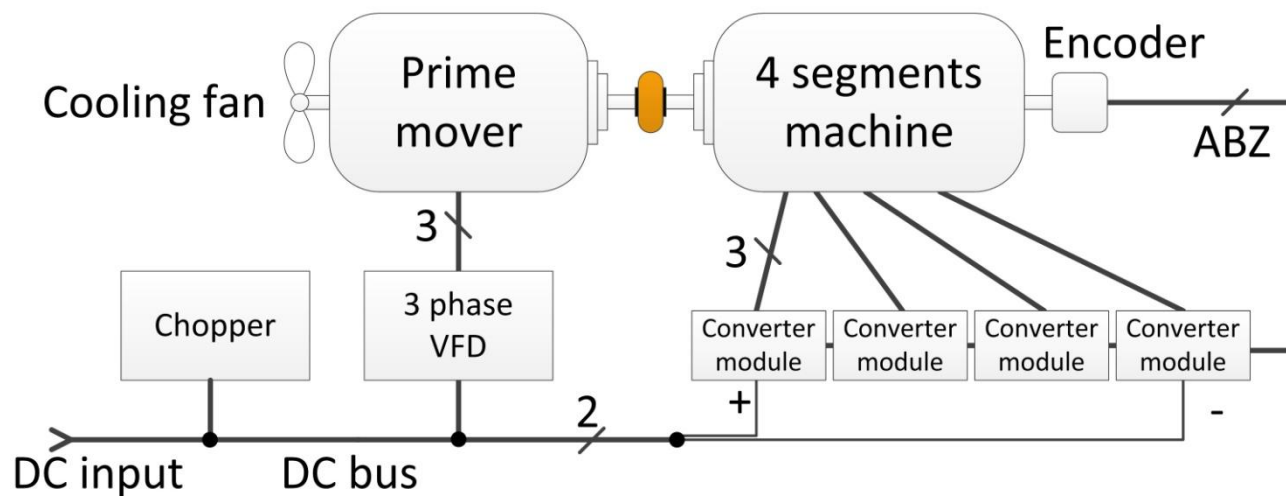 Cooling fan
Prime
mover
4 segments
machine
Encoder
ABZ
3
3
Chopper
3 phase
VFD
Converter
module
Converter
module
Converter
module
Converter
module
+
-
2
DC input
DC bus